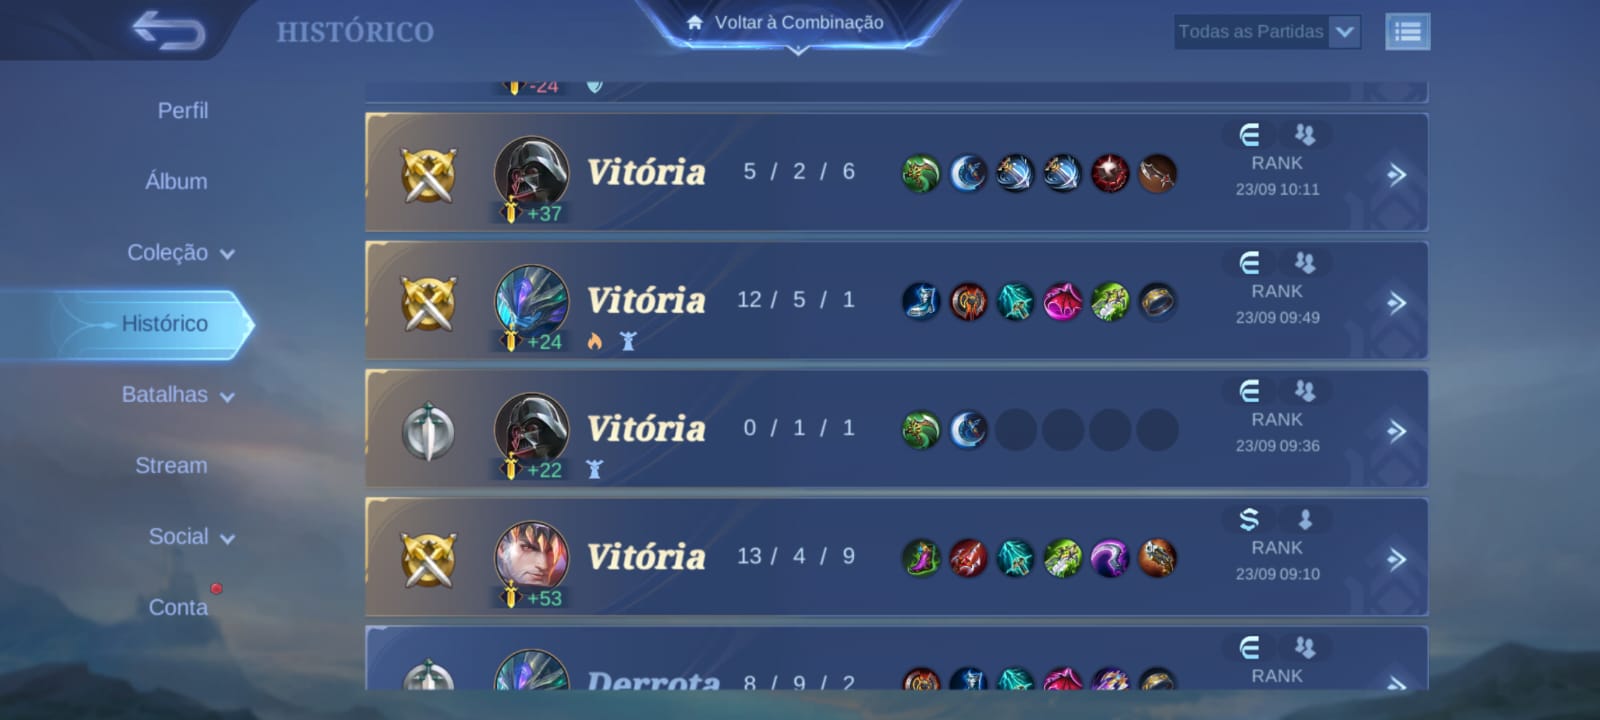 HISTÓRICO
Voltar à Combinação
Todas as Partidas
Perfil
Álbum
Coleção
Histórico
Batalhas
Stream
Social
Conta
-24
Vitória 5 / 2 / 6
+37
RANK
23/09 10:11
Vitória 12 / 5 / 1
+24
RANK
23/09 09:49
Vitória 0 / 1 / 1
+22
RANK
23/09 09:36
Vitória 13 / 4 / 9
+53
S
RANK
23/09 09:10
Derrota 8 / 9 / 2
RANK